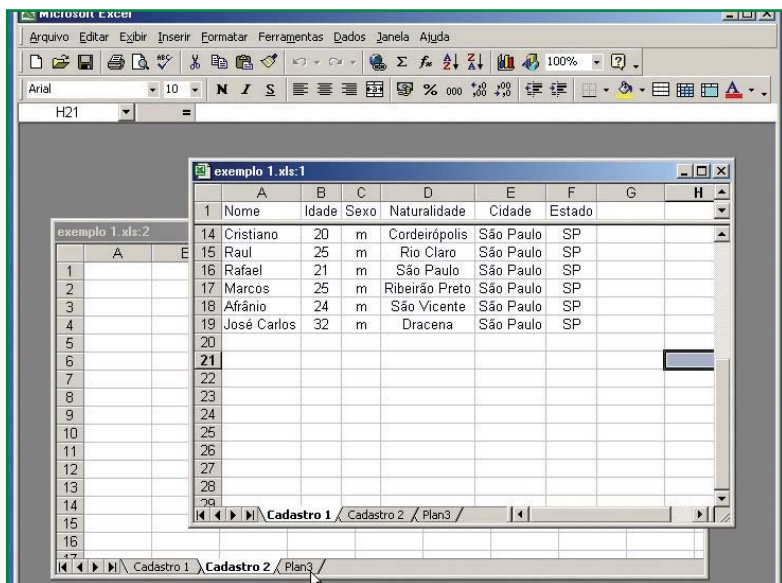 Microsoft Excel
Arquivo Editar Exibir Inserir Formatar Ferramentas Dados Janela Ajuda
100%
Arial 10 N I S % 000
H21 =
exemplo 1.xls:1
A B C D E F G H
1 Nome Idade Sexo Naturalidade Cidade Estado
14 Cristiano 20 m Cordeirópolis São Paulo SP
15 Raul 25 m Rio Claro São Paulo SP
16 Rafael 21 m São Paulo São Paulo SP
17 Marcos 25 m Ribeirão Preto São Paulo SP
18 Afrânio 24 m São Vicente São Paulo SP
19 José Carlos 32 m Dracena São Paulo SP
20
21
22
23
24
25
26
27
28
29
Cadastro 1 Cadastro 2 Plan3
exemplo 1.xls:2
A
1
2
3
4
5
6
7
8
9
10
11
12
13
14
15
16
17
Cadastro 1 Cadastro 2 Plan3